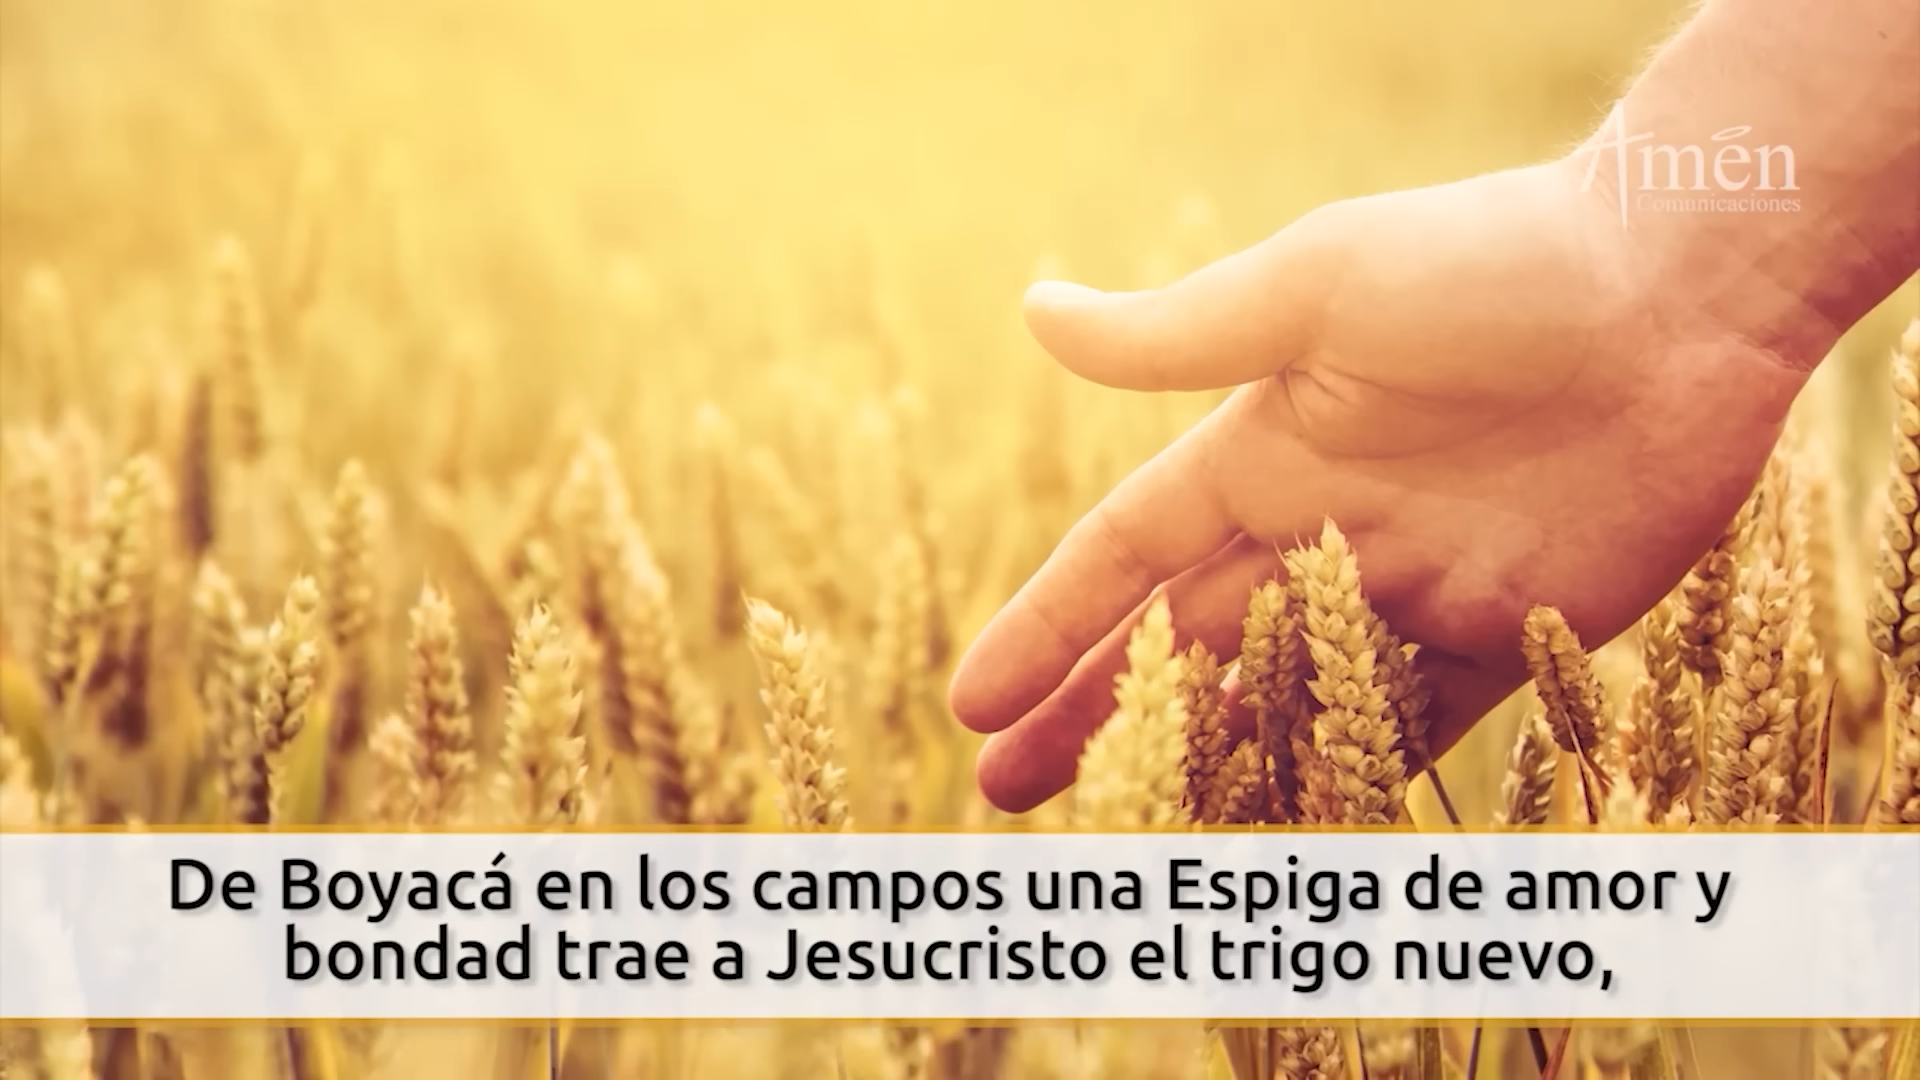 Amén
Comunicaciones
De Boyacá en los campos una Espiga de amor y
bondad trae a Jesucristo el trigo nuevo,